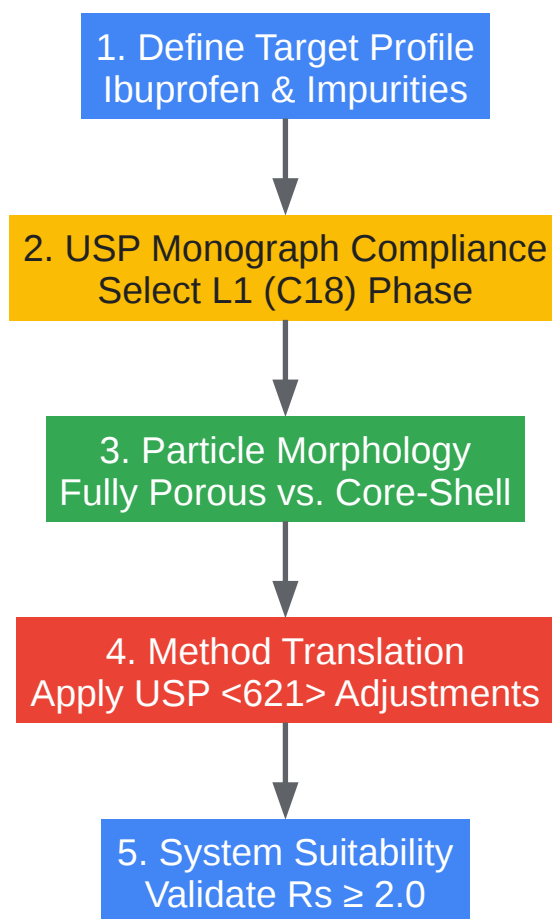 1. Define Target Profile
Ibuprofen & Impurities
2. USP Monograph Compliance
Select L1 (C18) Phase
3. Particle Morphology
Fully Porous vs. Core-Shell
4. Method Translation
Apply USP <621> Adjustments
5. System Suitability
Validate Rs ≥ 2.0